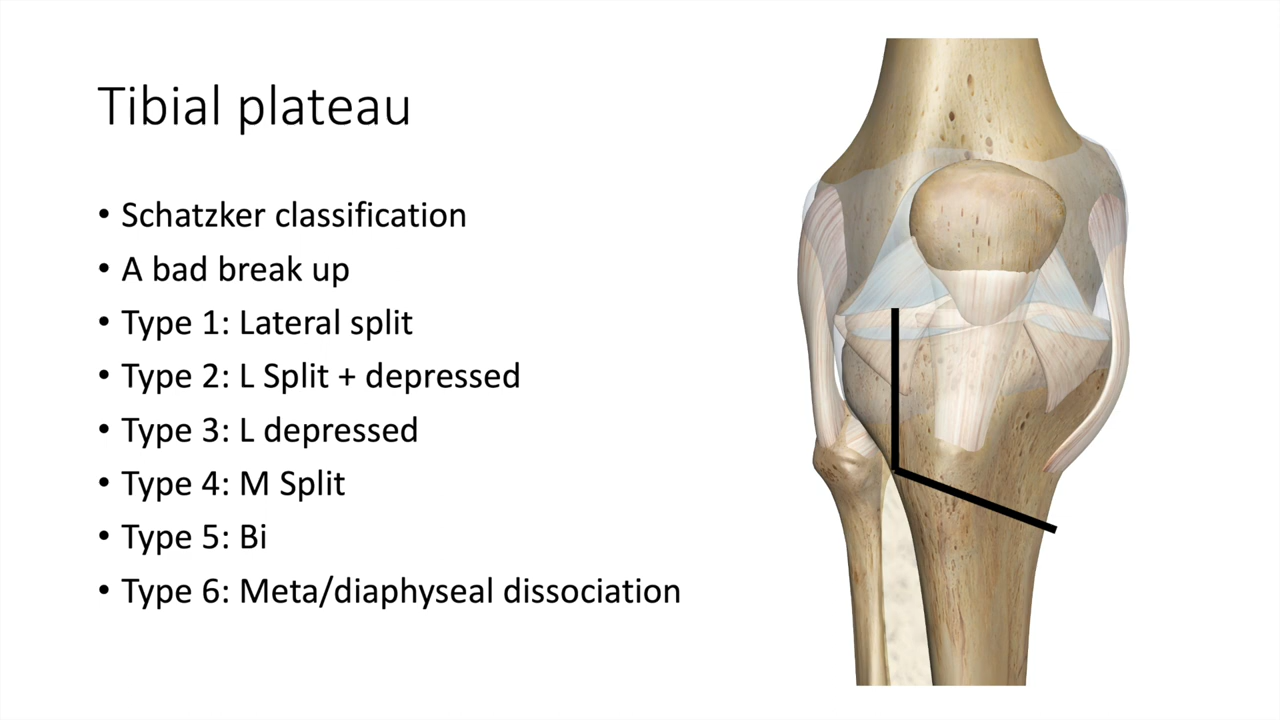 Tibial plateau
• Schatzker classification
• A bad break up
• Type 1: Lateral split
• Type 2: L Split + depressed
• Type 3: L depressed
• Type 4: M Split
• Type 5: Bi
• Type 6: Meta/diaphyseal dissociation